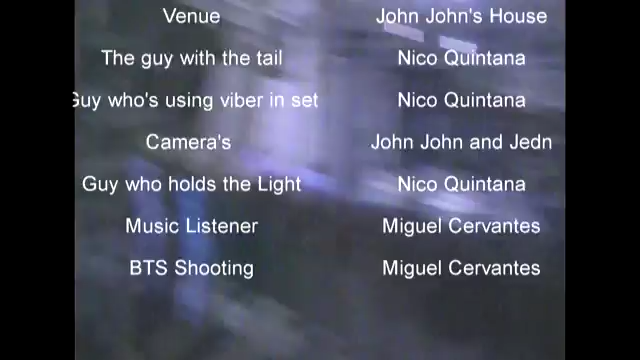 Venue John John's House
The guy with the tail Nico Quintana
Guy who's using viber in set Nico Quintana
Camera's John John and Jedn
Guy who holds the Light Nico Quintana
Music Listener Miguel Cervantes
BTS Shooting Miguel Cervantes